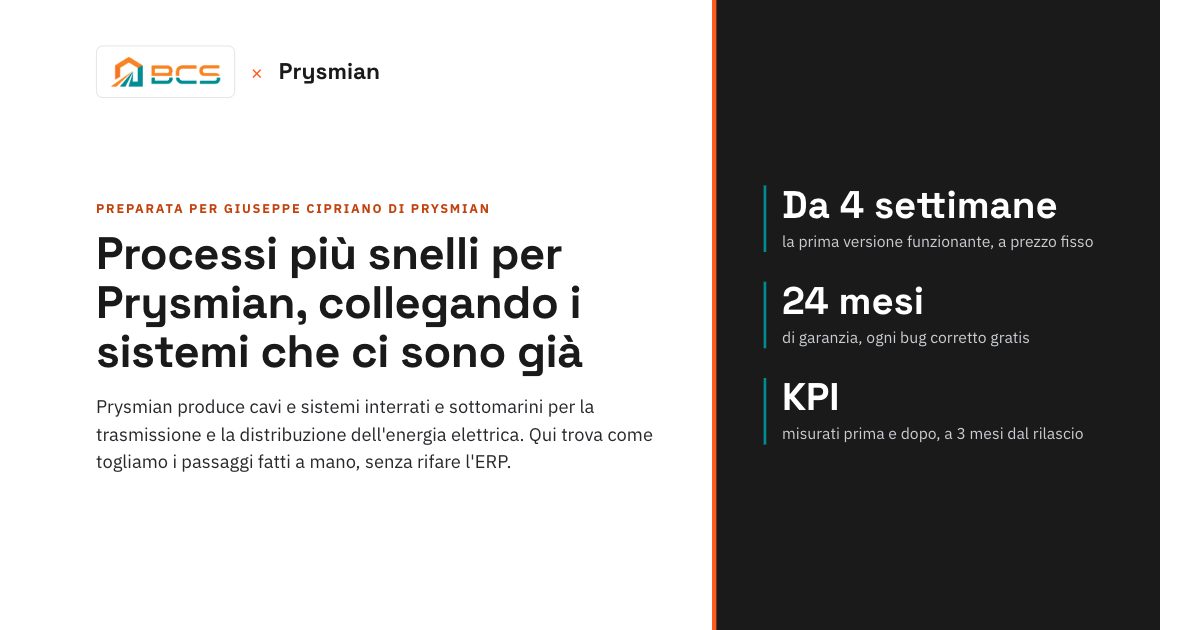 BCS × Prysmian
PREPARATA PER GIUSEPPE CIPRIANO DI PRYSMIAN
Processi più snelli per
Prysmian, collegando i
sistemi che ci sono già
Prysmian produce cavi e sistemi interrati e sottomarini per la
trasmissione e la distribuzione dell'energia elettrica. Qui trova come
togliamo i passaggi fatti a mano, senza rifare l'ERP.
Da 4 settimane
la prima versione funzionante, a prezzo fisso
24 mesi
di garanzia, ogni bug corretto gratis
KPI
misurati prima e dopo, a 3 mesi dal rilascio